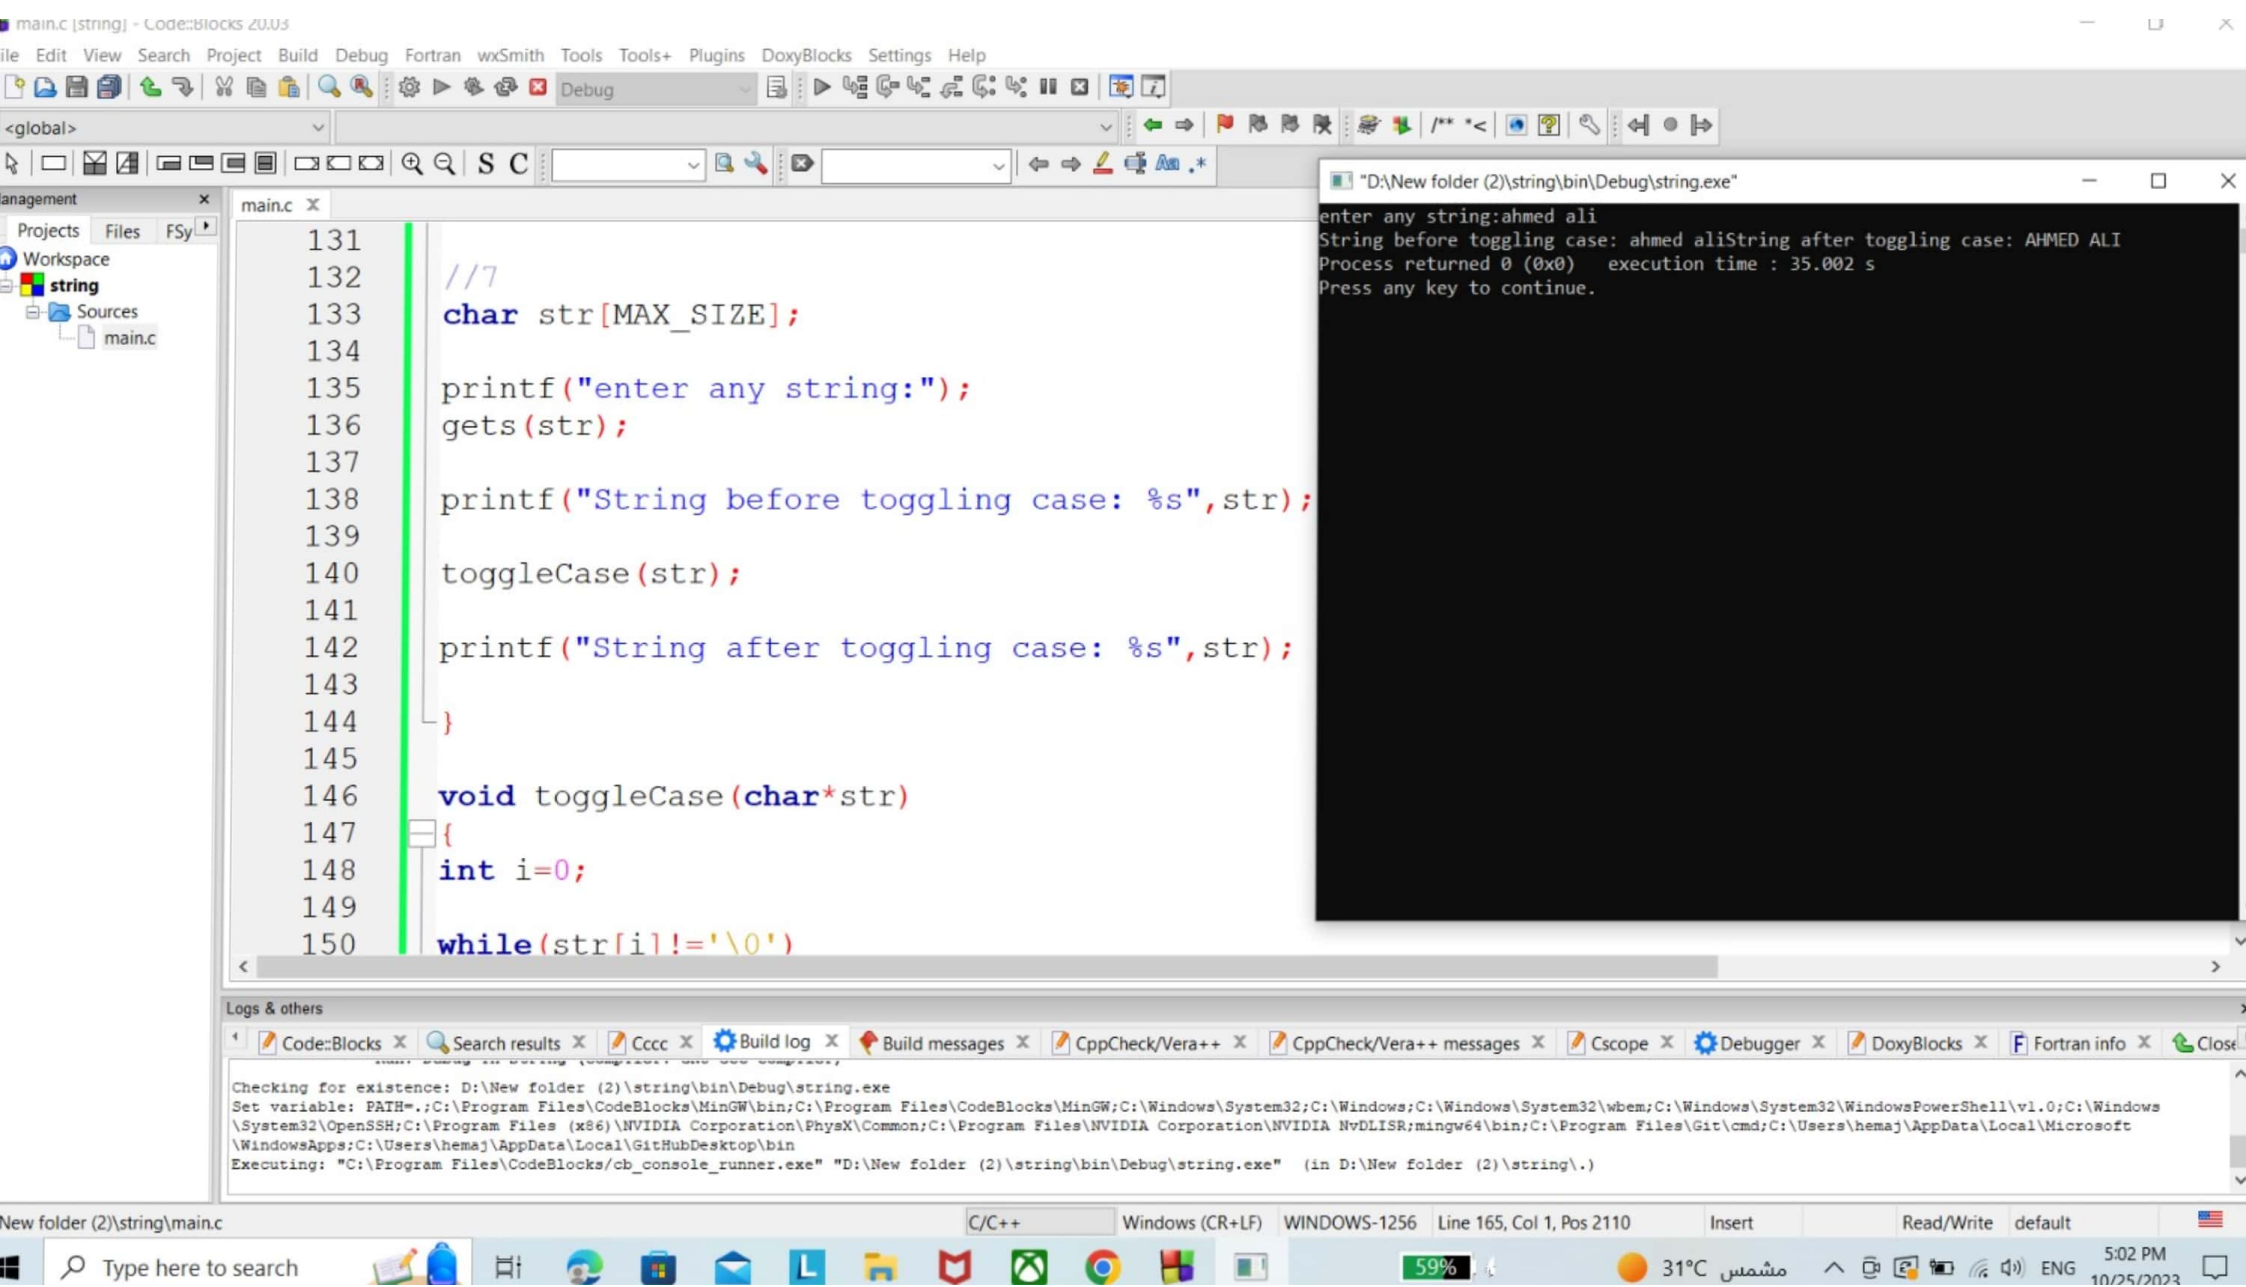 main.c [string] - Code::Blocks 20.03
ile Edit View Search Project Build Debug Fortran wxSmith Tools Tools+ Plugins DoxyBlocks Settings Help
Debug
<global>
/** *<
S C
Aa .*
anagement
Projects Files FSy
Workspace
string
Sources
main.c
main.c
131
132 //7
133 char str[MAX_SIZE];
134
135 printf("enter any string:");
136 gets(str);
137
138 printf("String before toggling case: %s",str);
139
140 toggleCase(str);
141
142 printf("String after toggling case: %s",str);
143
144 }
145
146 void toggleCase(char*str)
147 {
148 int i=0;
149
150 while(str[i]!='\0')
"D:\New folder (2)\string\bin\Debug\string.exe"
enter any string:ahmed ali
String before toggling case: ahmed aliString after toggling case: AHMED ALI
Process returned 0 (0x0)   execution time : 35.002 s
Press any key to continue.
Logs & others
Code::Blocks Search results Cccc Build log Build messages CppCheck/Vera++ CppCheck/Vera++ messages Cscope Debugger DoxyBlocks Fortran info Close
Checking for existence: D:\New folder (2)\string\bin\Debug\string.exe
Set variable: PATH=.;C:\Program Files\CodeBlocks\MinGW\bin;C:\Program Files\CodeBlocks\MinGW;C:\Windows\System32;C:\Windows;C:\Windows\System32\wbem;C:\Windows\System32\WindowsPowerShell\v1.0;C:\Windows
\System32\OpenSSH;C:\Program Files (x86)\NVIDIA Corporation\PhysX\Common;C:\Program Files\NVIDIA Corporation\NVIDIA NvDLISR;mingw64\bin;C:\Program Files\Git\cmd;C:\Users\hemaj\AppData\Local\Microsoft
\WindowsApps;C:\Users\hemaj\AppData\Local\GitHubDesktop\bin
Executing: "C:\Program Files\CodeBlocks/cb_console_runner.exe" "D:\New folder (2)\string\bin\Debug\string.exe"  (in D:\New folder (2)\string\.)
New folder (2)\string\main.c C/C++ Windows (CR+LF) WINDOWS-1256 Line 165, Col 1, Pos 2110 Insert Read/Write default
Type here to search L 59% 31°C مشمس ENG 5:02 PM
10/25/2023